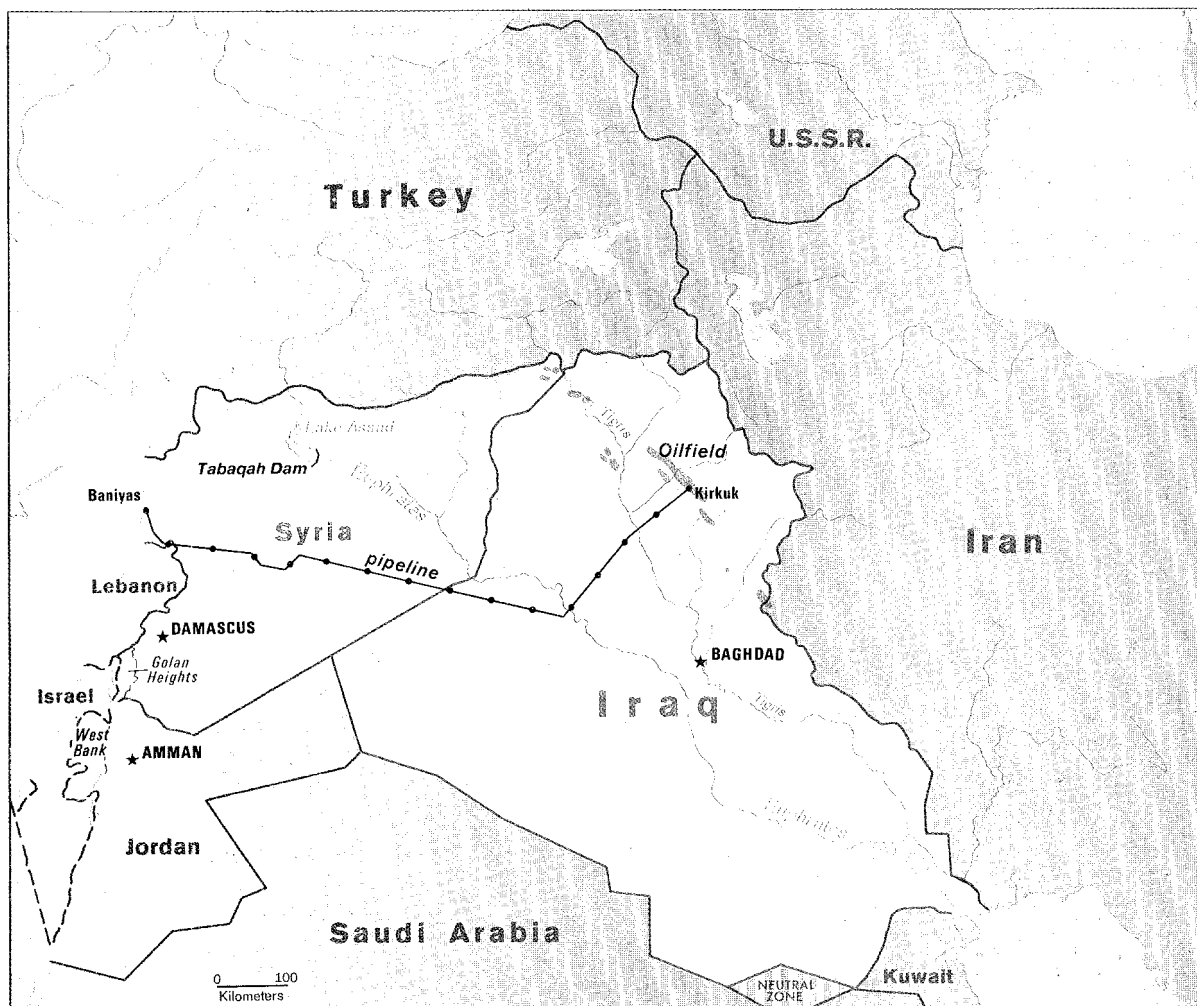 U.S.S.R.
Turkey
Tigris
Lake Assad
Oilfield
Tabaqah Dam
Kirkuk
Euphrates
Baniyas
Syria
Iran
pipeline
Lebanon
DAMASCUS
BAGHDAD
Golan
Heights
Israel
Iraq
Tigris
West
Bank
AMMAN
Euphrates
Jordan
Saudi Arabia
Kuwait
0 100
Kilometers
NEUTRAL
ZONE